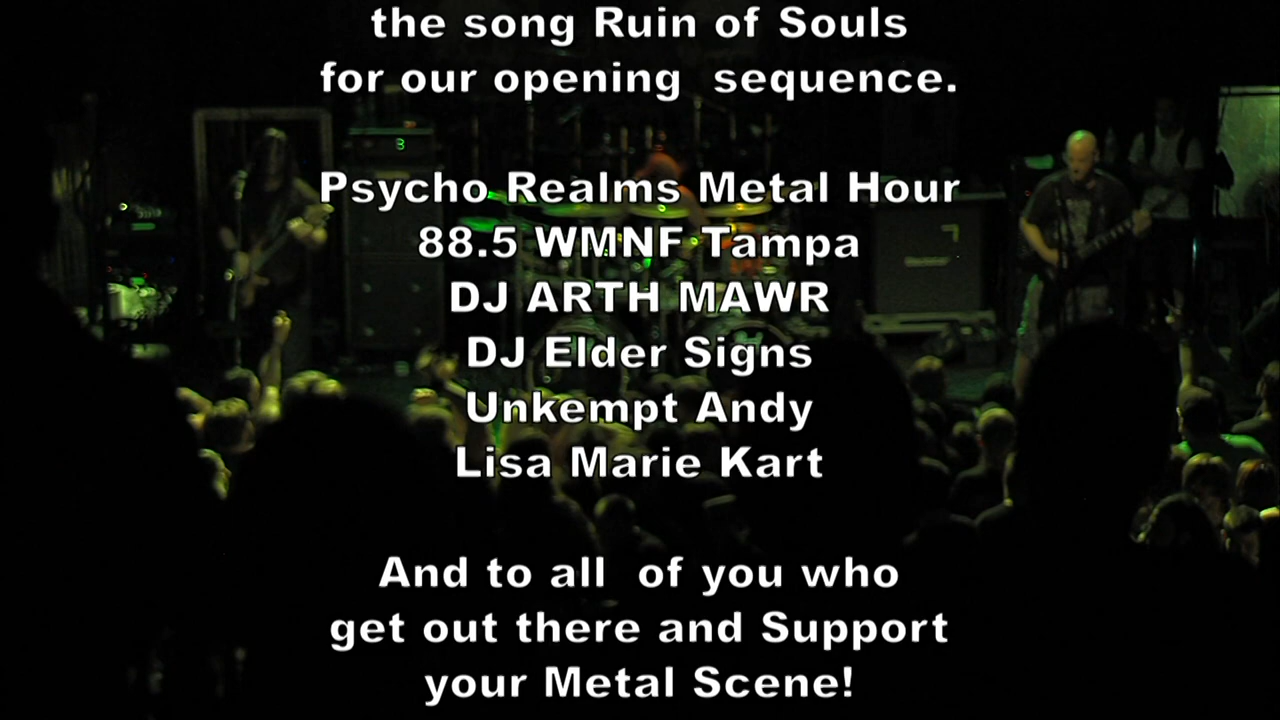 the song Ruin of Souls
for our opening  sequence.
Psycho Realms Metal Hour
88.5 WMNF Tampa
DJ ARTH MAWR
DJ Elder Signs
Unkempt Andy
Lisa Marie Kart
And to all  of you who
get out there and Support
your Metal Scene!